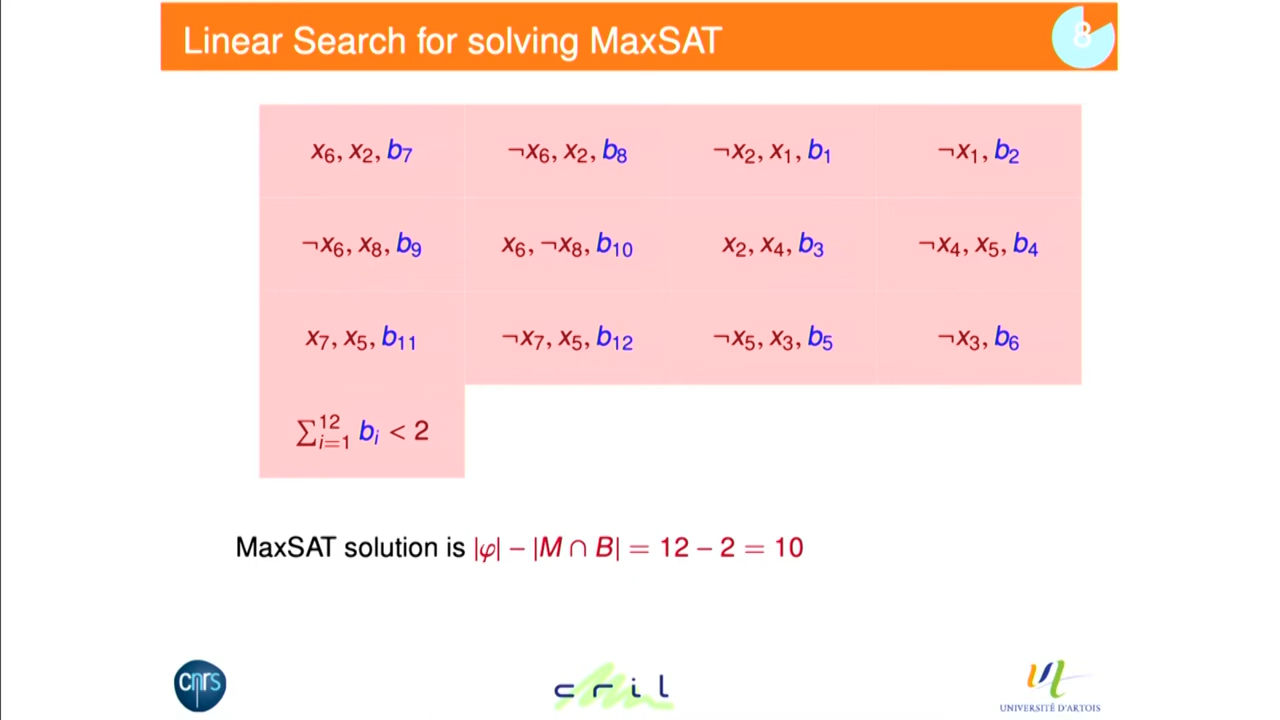 Linear Search for solving MaxSAT
8
x₆, x₂, b₇ ¬x₆, x₂, b₈ ¬x₂, x₁, b₁ ¬x₁, b₂
¬x₆, x₈, b₉ x₆, ¬x₈, b₁₀ x₂, x₄, b₃ ¬x₄, x₅, b₄
x₇, x₅, b₁₁ ¬x₇, x₅, b₁₂ ¬x₅, x₃, b₅ ¬x₃, b₆
∑¹²ᵢ₌₁ bᵢ < 2
MaxSAT solution is |φ| − |M ∩ B| = 12 − 2 = 10
cnrs
cril
UNIVERSITÉ D'ARTOIS